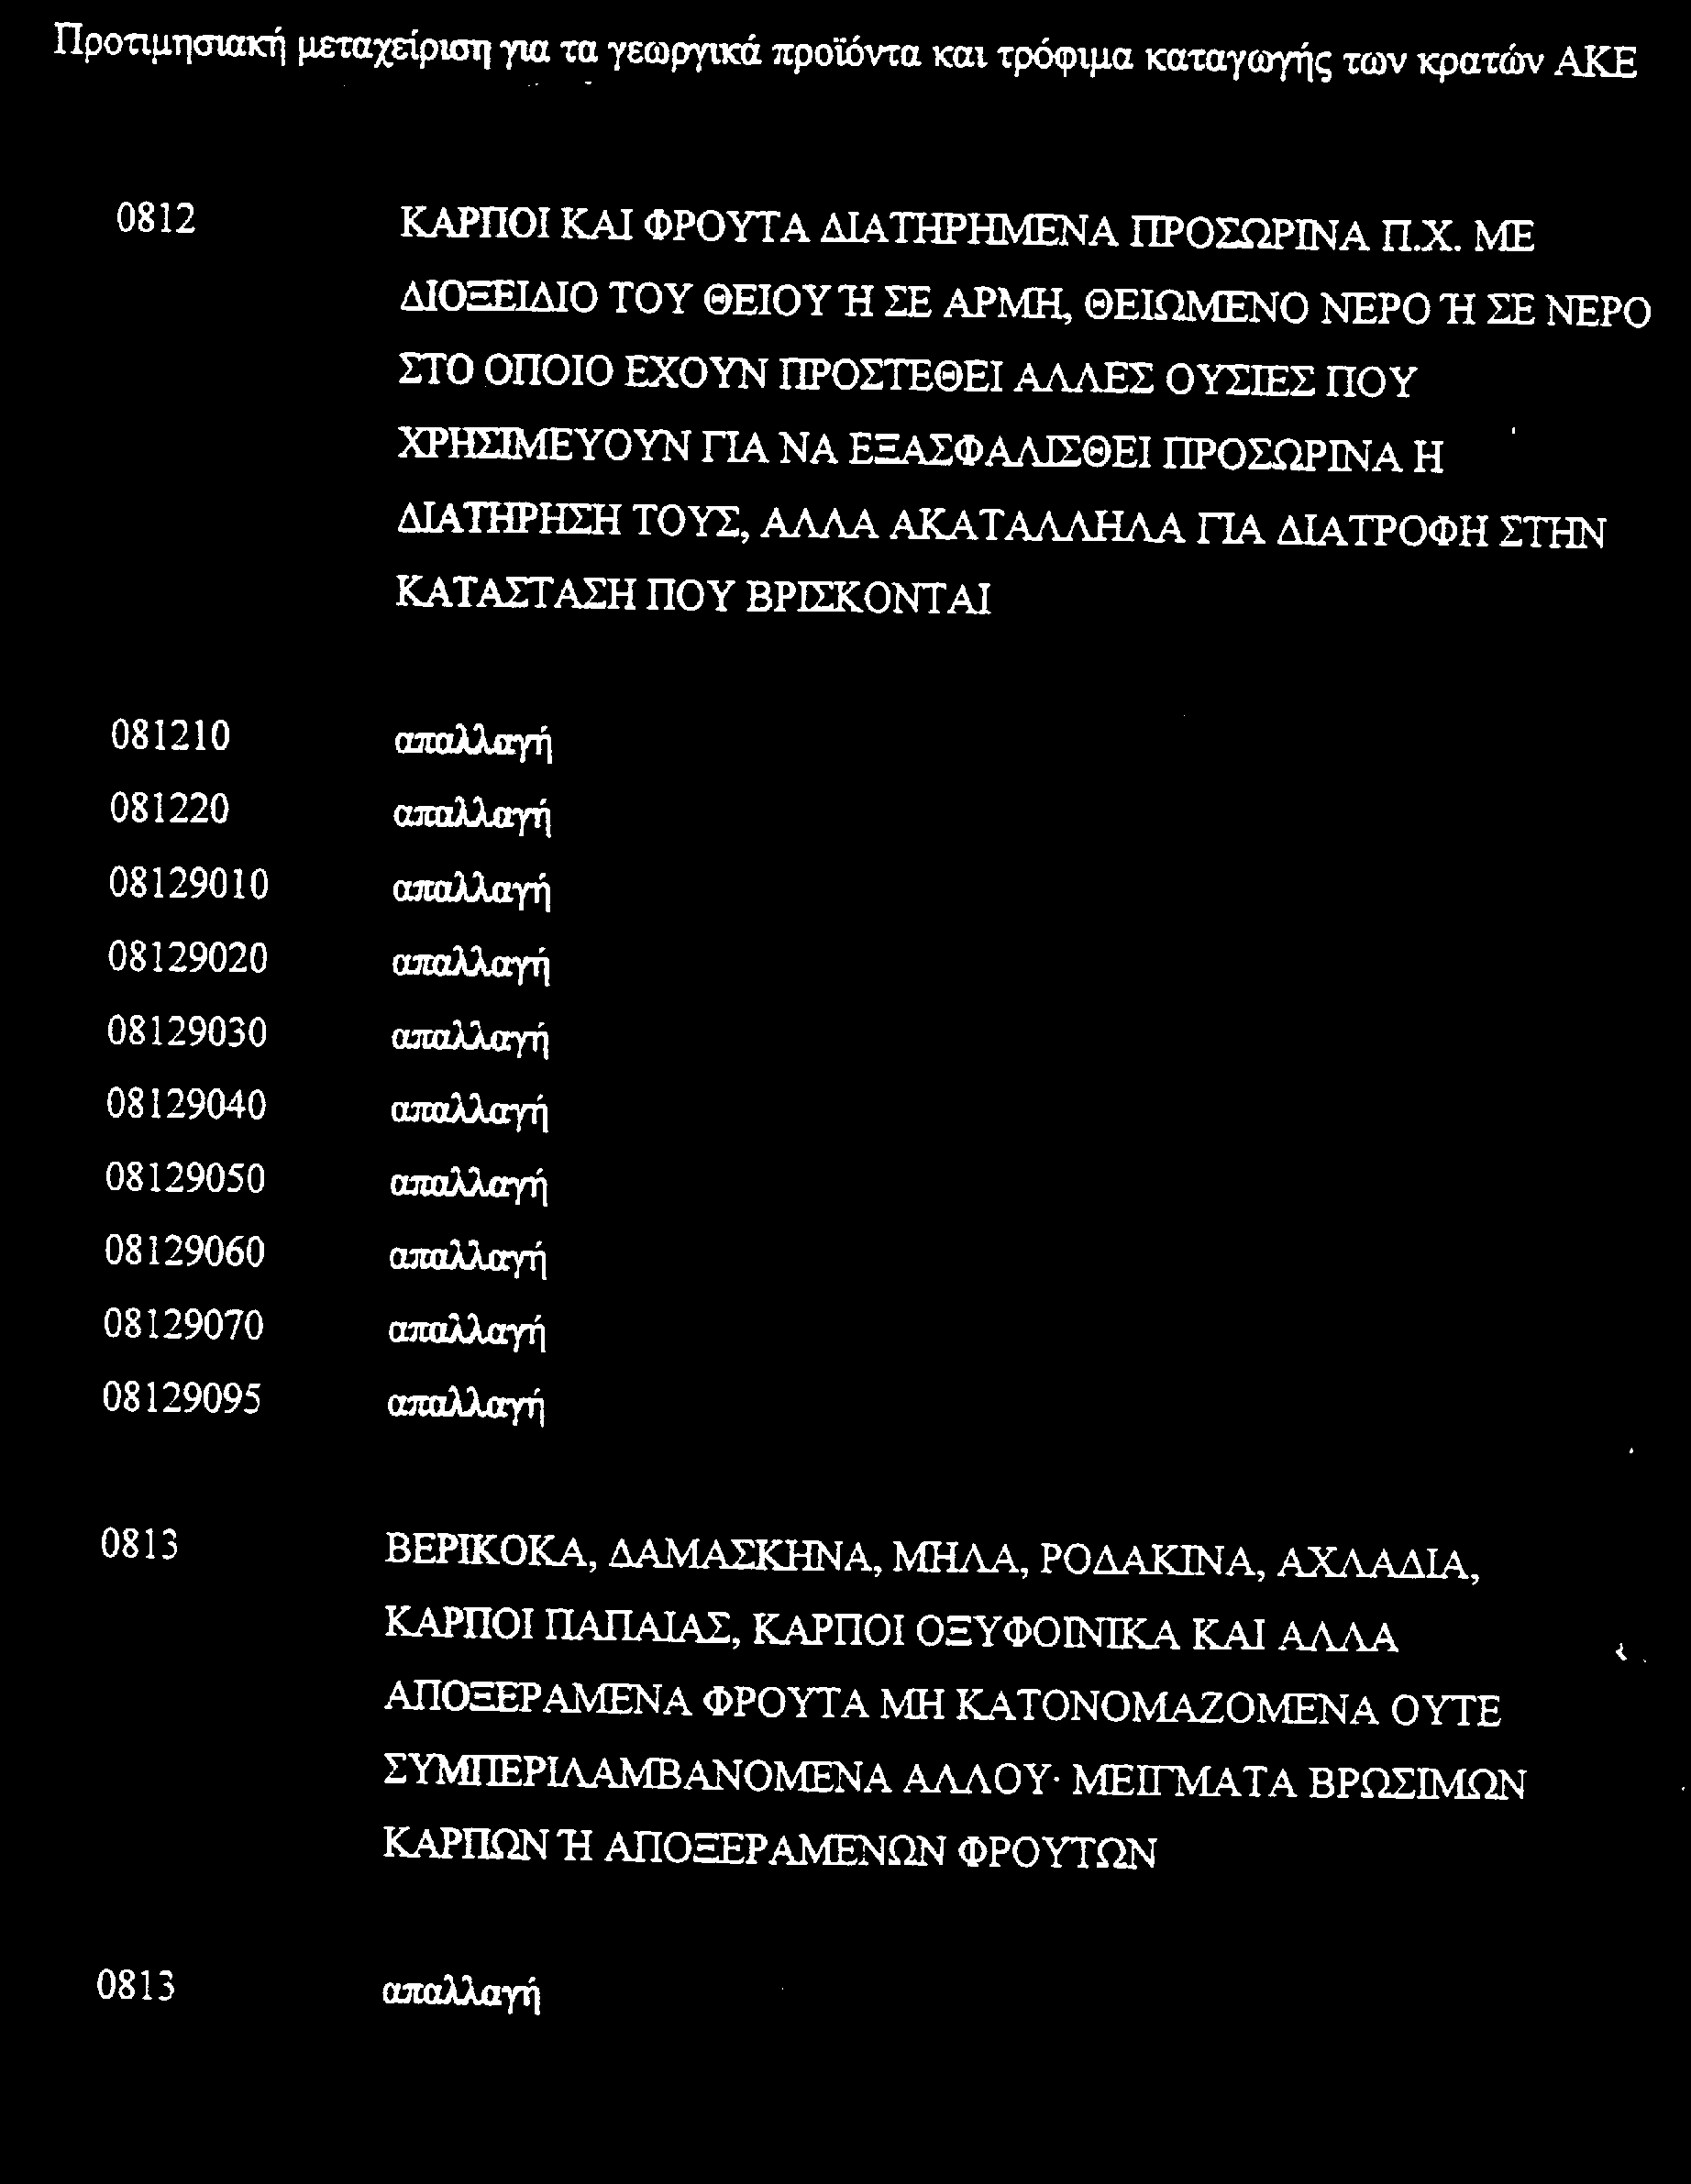 Προτιμησιακή μεταχείριση για τα γεωργικά προϊόντα και τρόφιμα καταγωγής των κρατών ΑΚΕ
0812 ΚΑΡΠΟΙ ΚΑΙ ΦΡΟΥΤΑ ΔΙΑΤΗΡΗΜΕΝΑ ΠΡΟΣΩΡΙΝΑ Π.Χ. ΜΕ
ΔΙΟΞΕΙΔΙΟ ΤΟΥ ΘΕΙΟΥ Ή ΣΕ ΑΡΜΗ, ΘΕΙΩΜΕΝΟ ΝΕΡΟ Ή ΣΕ ΝΕΡΟ
ΣΤΟ ΟΠΟΙΟ ΕΧΟΥΝ ΠΡΟΣΤΕΘΕΙ ΑΛΛΕΣ ΟΥΣΙΕΣ ΠΟΥ
ΧΡΗΣΙΜΕΥΟΥΝ ΓΙΑ ΝΑ ΕΞΑΣΦΑΛΙΣΘΕΙ ΠΡΟΣΩΡΙΝΑ Η
ΔΙΑΤΗΡΗΣΗ ΤΟΥΣ, ΑΛΛΑ ΑΚΑΤΑΛΛΗΛΑ ΓΙΑ ΔΙΑΤΡΟΦΗ ΣΤΗΝ
ΚΑΤΑΣΤΑΣΗ ΠΟΥ ΒΡΙΣΚΟΝΤΑΙ
081210 απαλλαγή
081220 απαλλαγή
08129010 απαλλαγή
08129020 απαλλαγή
08129030 απαλλαγή
08129040 απαλλαγή
08129050 απαλλαγή
08129060 απαλλαγή
08129070 απαλλαγή
08129095 απαλλαγή
0813 ΒΕΡΙΚΟΚΑ, ΔΑΜΑΣΚΗΝΑ, ΜΗΛΑ, ΡΟΔΑΚΙΝΑ, ΑΧΛΑΔΙΑ,
ΚΑΡΠΟΙ ΠΑΠΑΙΑΣ, ΚΑΡΠΟΙ ΟΞΥΦΟΙΝΙΚΑ ΚΑΙ ΑΛΛΑ
ΑΠΟΞΕΡΑΜΕΝΑ ΦΡΟΥΤΑ ΜΗ ΚΑΤΟΝΟΜΑΖΟΜΕΝΑ ΟΥΤΕ
ΣΥΜΠΕΡΙΛΑΜΒΑΝΟΜΕΝΑ ΑΛΛΟΥ· ΜΕΙΓΜΑΤΑ ΒΡΩΣΙΜΩΝ
ΚΑΡΠΩΝ Ή ΑΠΟΞΕΡΑΜΕΝΩΝ ΦΡΟΥΤΩΝ
0813 απαλλαγή